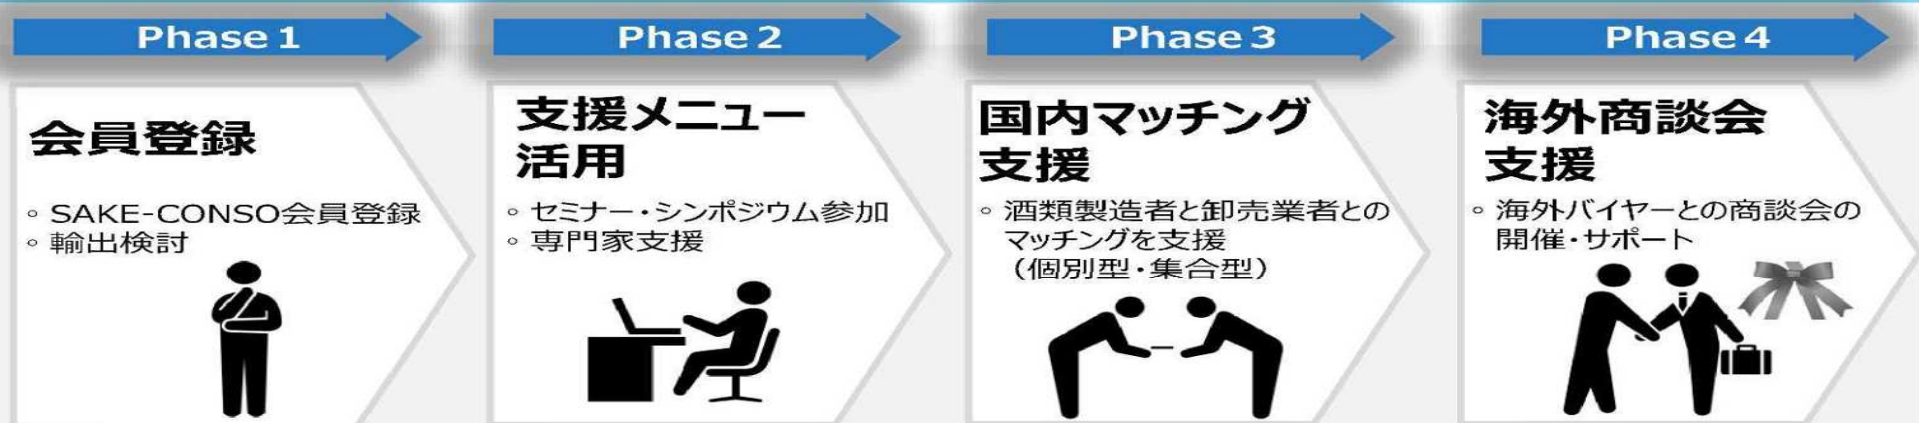 Phase 1
会員登録
◦ SAKE-CONSO会員登録
◦ 輸出検討
Phase 2
支援メニュー
活用
◦ セミナー・シンポジウム参加
◦ 専門家支援
Phase 3
国内マッチング
支援
◦ 酒類製造者と卸売業者との
マッチングを支援
（個別型・集合型）
Phase 4
海外商談会
支援
◦ 海外バイヤーとの商談会の
開催・サポート